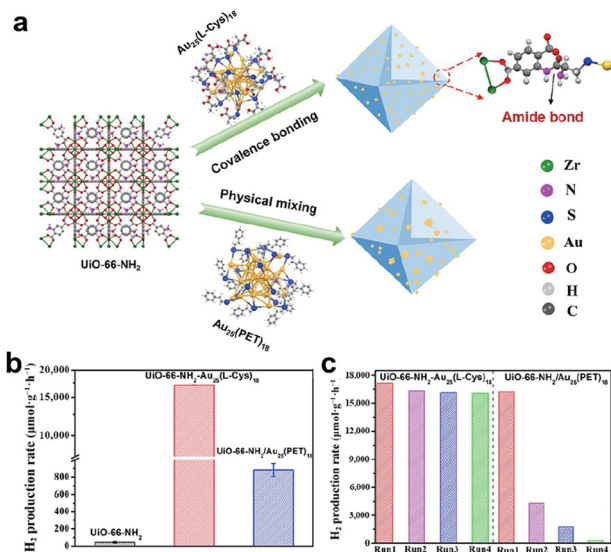 a
Au25(L-Cys)18
Covalence bonding
Amide bond
Physical mixing
UiO-66-NH2
Au25(PET)18
Zr
N
S
Au
O
H
C
b
H2 production rate (μmol·g-1·h-1)
20,000
15,000
10,000
800
600
400
200
0
UiO-66-NH2-Au25(L-Cys)18
UiO-66-NH2/Au25(PET)18
UiO-66-NH2
c
H2 production rate (μmol·g-1·h-1)
18,000
15,000
12,000
9,000
6,000
3,000
0
UiO-66-NH2-Au25(L-Cys)18
UiO-66-NH2/Au25(PET)18
Run1 Run2 Run3 Run4 Run1 Run2 Run3 Run4